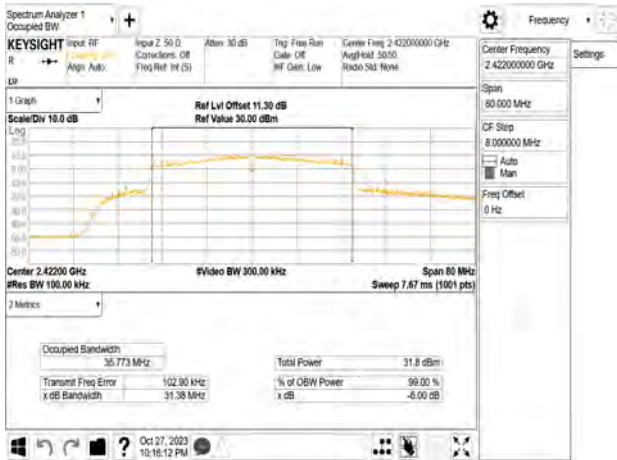 Spectrum Analyzer 1
Occupied BW
+
Frequency
KEYSIGHT
Input: RF
Input Z: 50 Ω
Atten: 30 dB
Trig: Free Run
Center Freq: 2.422000000 GHz
R
Corrections: Off
Gate: Off
Avg|Hold: 50/50
Align: Auto
Freq Ref: Int (S)
#IF Gain: Low
Radio Std: None
Center Frequency
2.422000000 GHz
Settings
Span
80.000 MHz
CF Step
8.000000 MHz
Auto
Man
Freq Offset
0 Hz
1 Graph
Scale/Div 10.0 dB
Ref Lvl Offset 11.30 dB
Ref Value 30.00 dBm
Log
Center 2.42200 GHz
#Video BW 300.00 kHz
Span 80 MHz
#Res BW 100.00 kHz
Sweep 7.67 ms (1001 pts)
2 Metrics
Occupied Bandwidth
35.773 MHz
Total Power
31.8 dBm
Transmit Freq Error
102.90 kHz
% of OBW Power
99.00 %
x dB Bandwidth
31.38 MHz
x dB
-6.00 dB
?
Oct 27, 2023
10:16:12 PM